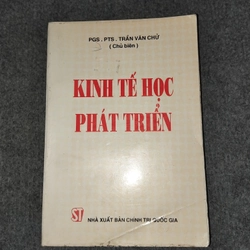 PGS . PTS . TRẦN VĂN CHỬ
( Chủ biên )
KINH TẾ HỌC
PHÁT TRIỂN
ST
NHÀ XUẤT BẢN CHÍNH TRỊ QUỐC GIA